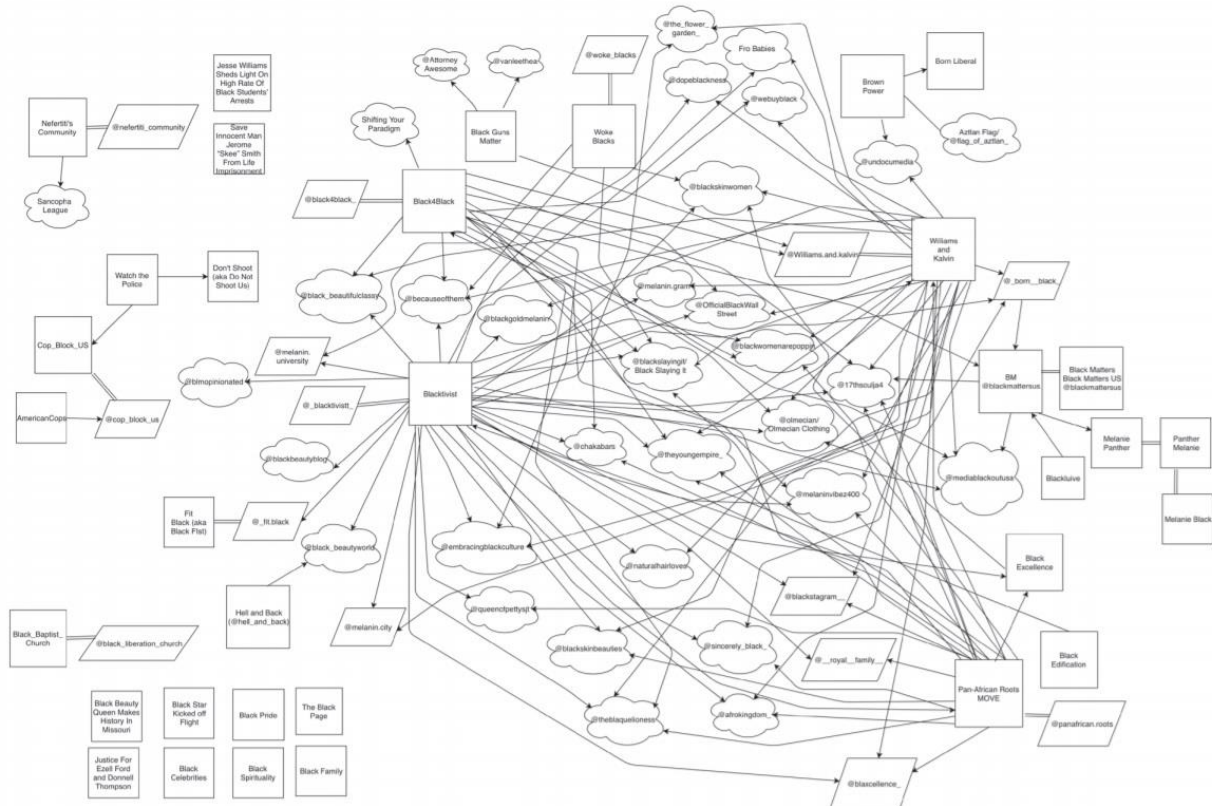 @the_flower_
garden_
Fro Babies
Born Liberal
@woke_blacks
@Attorney
Awesome
@vanleethea
Jesse Williams
Sheds Light On
High Rate Of
Black Students'
Arrests
@dopeblackness
Brown
Power
@webuyblack
Nefertiti's
Community
@nefertiti_community
Shifting Your
Paradigm
Black Guns
Matter
Woke
Blacks
Aztlan Flag/
@flag_of_aztlan_
Save
Innocent Man
Jerome
"Skee" Smith
From Life
Imprisonment
@undocumedia
Sancopha
League
@black4black_
Black4Black
@blackskinwomen
Williams
and
Kalvin
@Williams.and.kalvin
Watch the
Police
Don't Shoot
(aka Do Not
Shoot Us)
@black_beautifulclassy
@becauseofthem
@melanin.gram
@_born__black_
@OfficialBlackWall
Street
@blackgoldmelanin
Cop_Block_US
@melanin.
university
@blackslayingit/
Black Slaying It
@blackwomenarepoppin
@blmopinionated
Blacktivist
@17thsoulja4
BM
@blackmattersus
Black Matters
Black Matters US
@blackmattersus
AmericanCops
@cop_block_us
@_blacktivistt_
@olmecian/
Olmecian Clothing
@chakabars
@theyoungempire_
Melanie
Panther
Panther
Melanie
@blackbeautyblog
@mediablackoutusa
Blackluive
@melaninvibez400
Fit
Black (aka
Black Fist)
@_fit.black
Melanie Black
@black_beautyworld
@embracingblackculture
@naturalhairloves
Black
Excellence
@blackstagram__
Hell and Back
(@hell_and_back)
@queencfpettysjt
@melanin.city
Black_Baptist_
Church
@black_liberation_church
@blackskinbeauties
@sincerely_black_
@__royal__family__
Black
Edification
Pan-African Roots
MOVE
@panafrican.roots
@theblaquelioness
@afrokingdom_
Black Beauty
Queen Makes
History In
Missouri
Black Star
Kicked off
Flight
Black Pride
The Black
Page
Justice For
Ezell Ford
and Donnell
Thompson
Black
Celebrities
Black
Spirituality
Black Family
@blaxcellence_